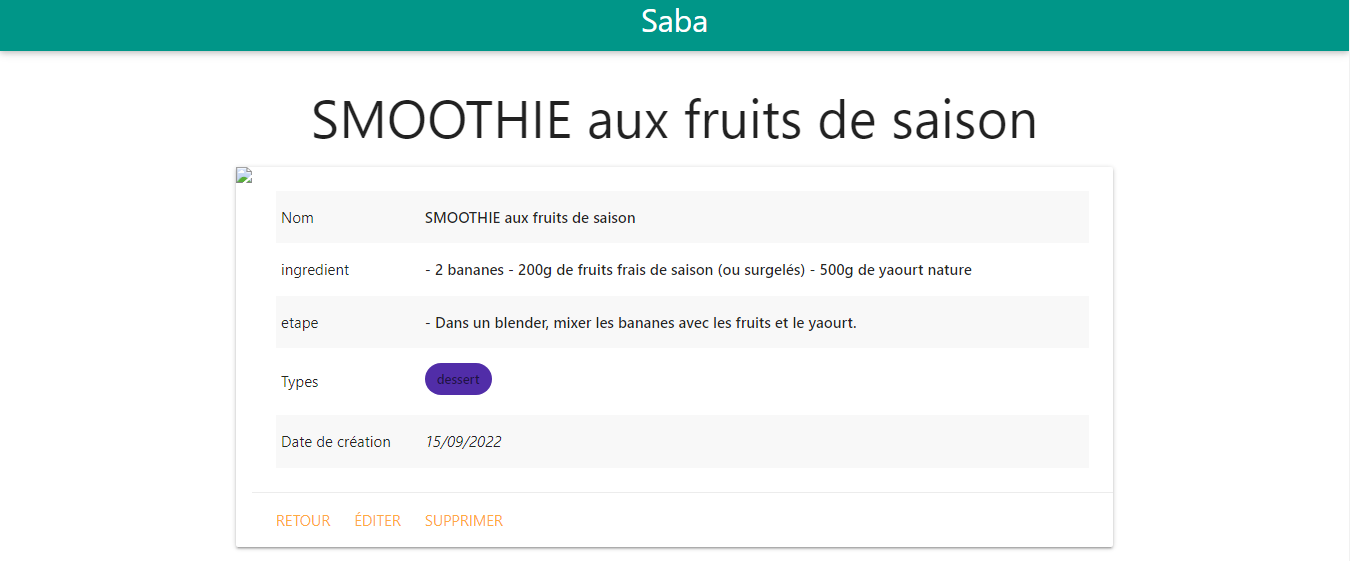 Saba
SMOOTHIE aux fruits de saison
Nom SMOOTHIE aux fruits de saison
ingredient - 2 bananes - 200g de fruits frais de saison (ou surgelés) - 500g de yaourt nature
etape - Dans un blender, mixer les bananes avec les fruits et le yaourt.
Types dessert
Date de création 15/09/2022
RETOUR ÉDITER SUPPRIMER